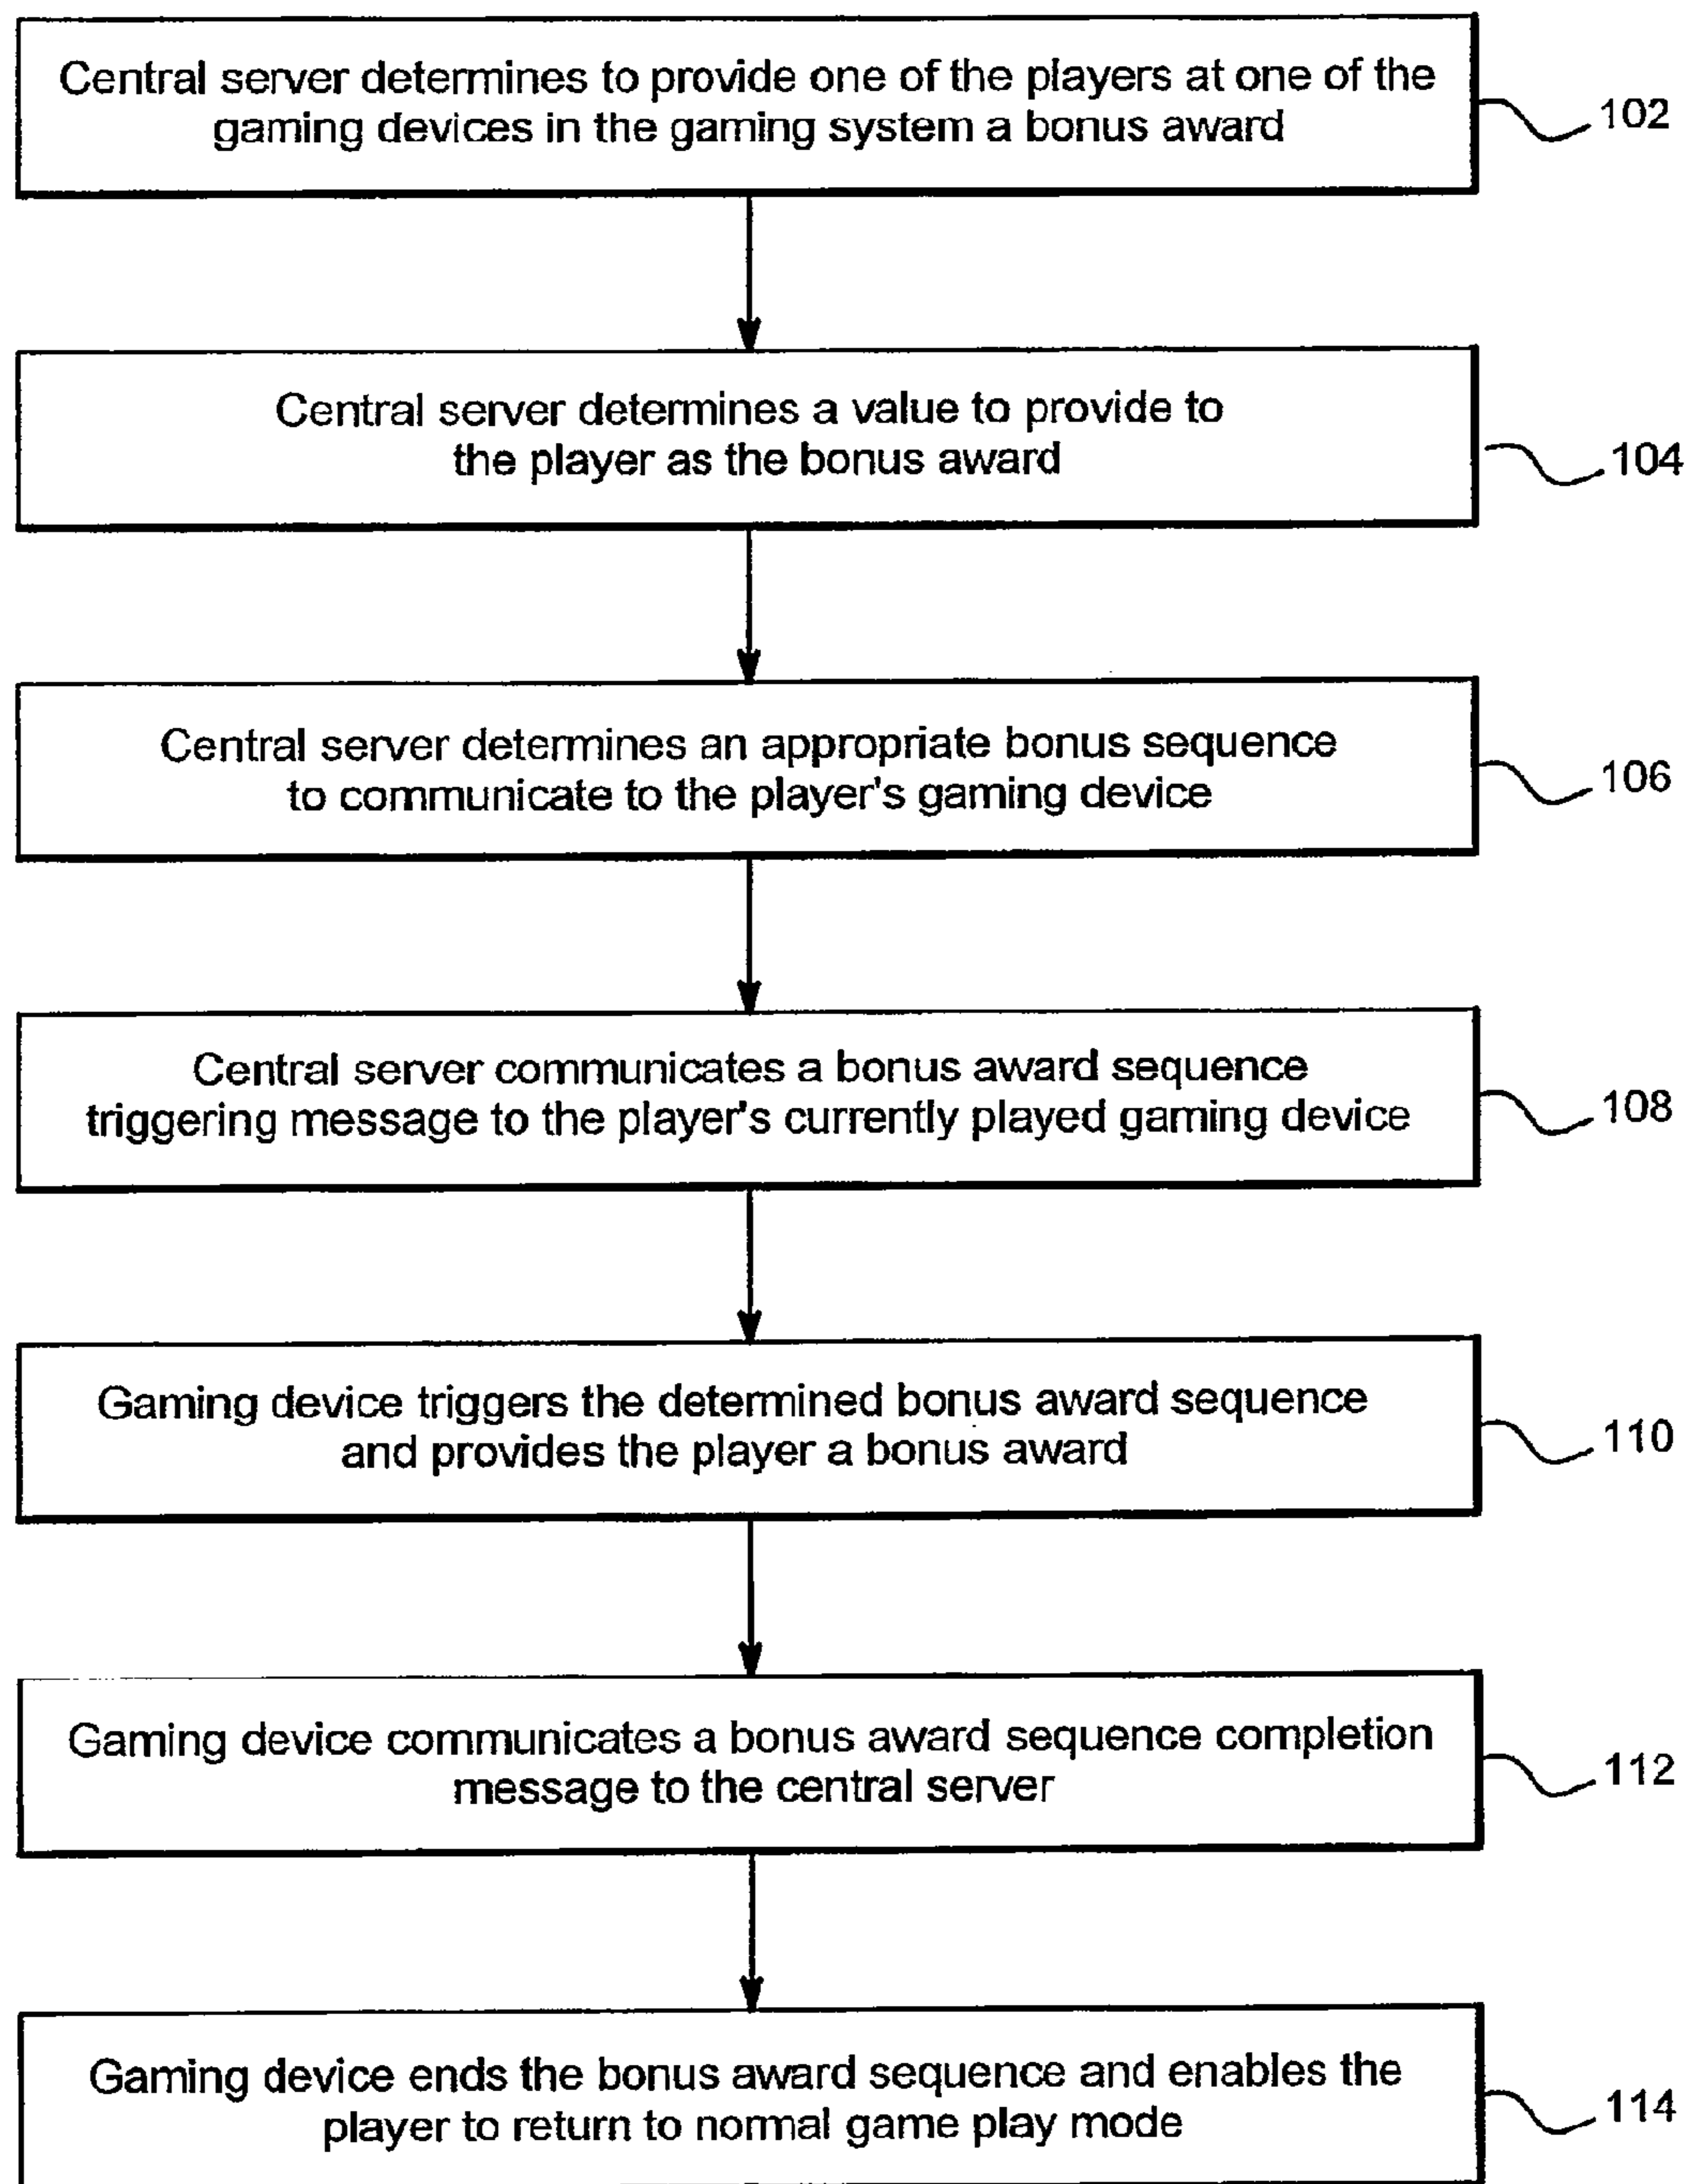 Central server determines to provide one of the players at one of the
gaming devices in the gaming system a bonus award
102
Central server determines a value to provide to
the player as the bonus award
104
Central server determines an appropriate bonus sequence
to communicate to the player's gaming device
106
Central server communicates a bonus award sequence
triggering message to the player's currently played gaming device
108
Gaming device triggers the determined bonus award sequence
and provides the player a bonus award
110
Gaming device communicates a bonus award sequence completion
message to the central server
112
Gaming device ends the bonus award sequence and enables the
player to return to normal game play mode
114